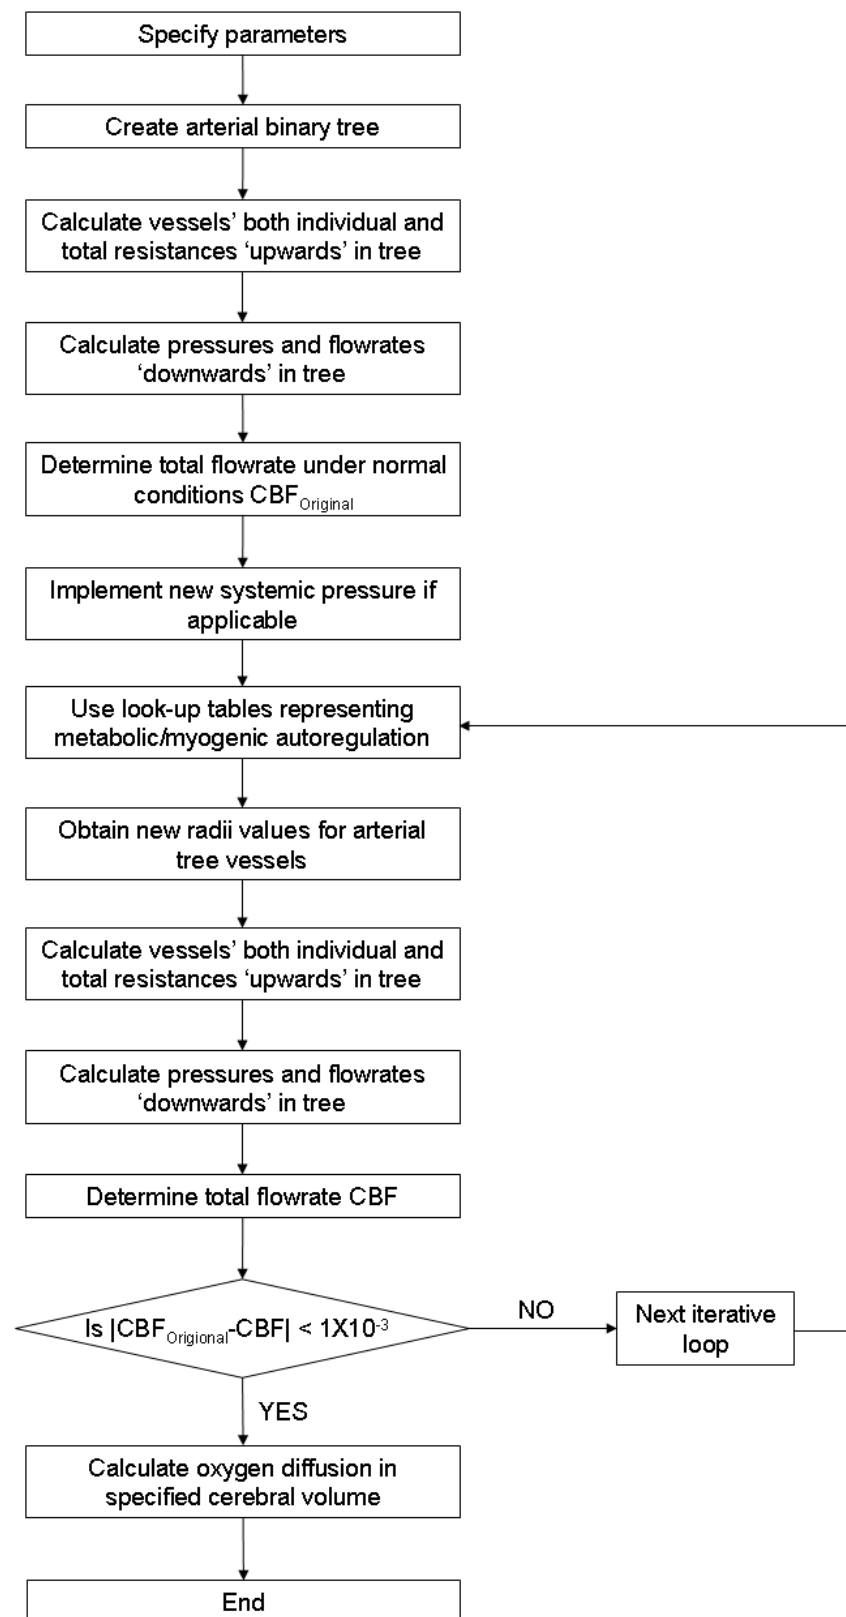 Specify parameters
Create arterial binary tree
Calculate vessels’ both individual and
total resistances ‘upwards’ in tree
Calculate pressures and flowrates
‘downwards’ in tree
Determine total flowrate under normal
conditions CBF_Original
Implement new systemic pressure if
applicable
Use look-up tables representing
metabolic/myogenic autoregulation
Obtain new radii values for arterial
tree vessels
Calculate vessels’ both individual and
total resistances ‘upwards’ in tree
Calculate pressures and flowrates
‘downwards’ in tree
Determine total flowrate CBF
Is |CBF_Origional-CBF| < 1X10^-3
NO
Next iterative
loop
YES
Calculate oxygen diffusion in
specified cerebral volume
End